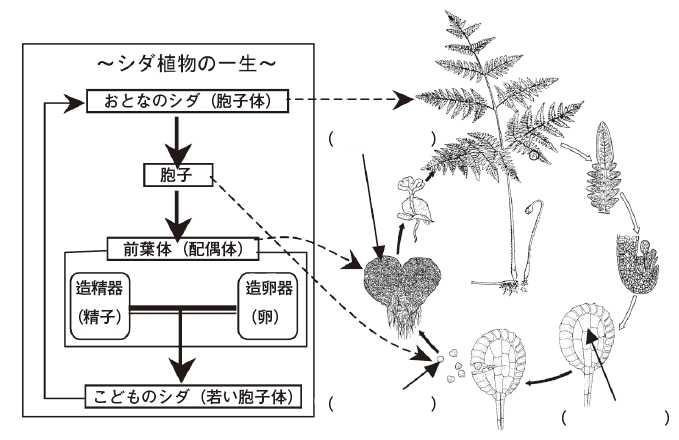 ~シダ植物の一生~
おとなのシダ（胞子体）
胞子
前葉体（配偶体）
造精器
（精子）
造卵器
（卵）
こどものシダ（若い胞子体）
（　　　　　）
（　　　　　）
（　　　　　）